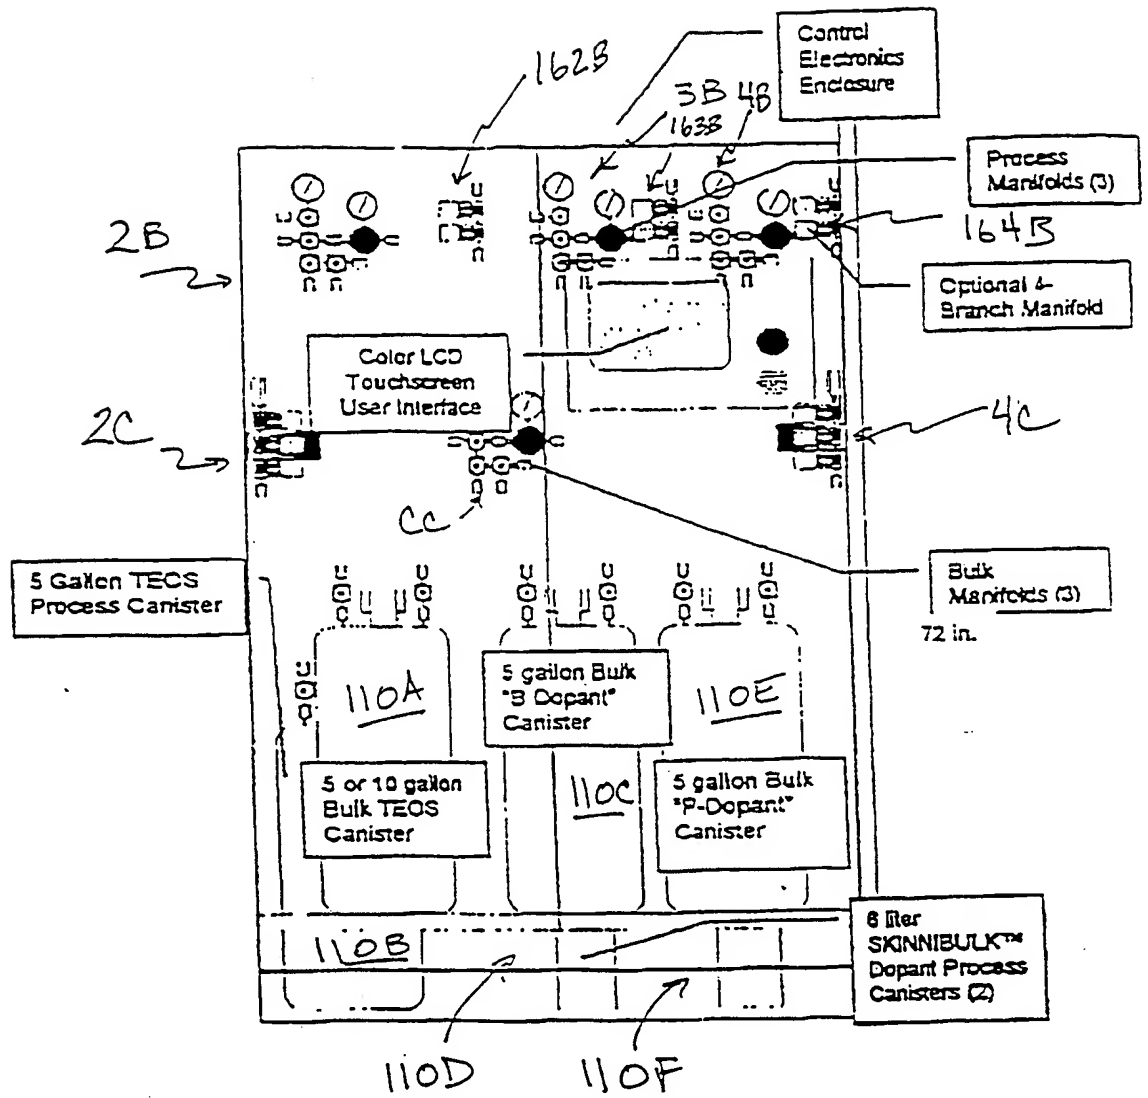 Control
Electronics
Enclosure
162B
3B
4B
163B
Process
Manifolds (3)
2B
164B
Optional 4-
Branch Manifold
Color LCD
Touchscreen
User Interface
2C
4C
CC
5 Gallon TEOS
Process Canister
Bulk
Manifolds (3)
72 in.
5 gallon Bulk
"B Dopant"
Canister
110A
110E
5 or 10 gallon
Bulk TEOS
Canister
110C
5 gallon Bulk
"P-Dopant"
Canister
6 liter
SKINNIBULK™
Dopant Process
Canisters (2)
110B
110D
110F